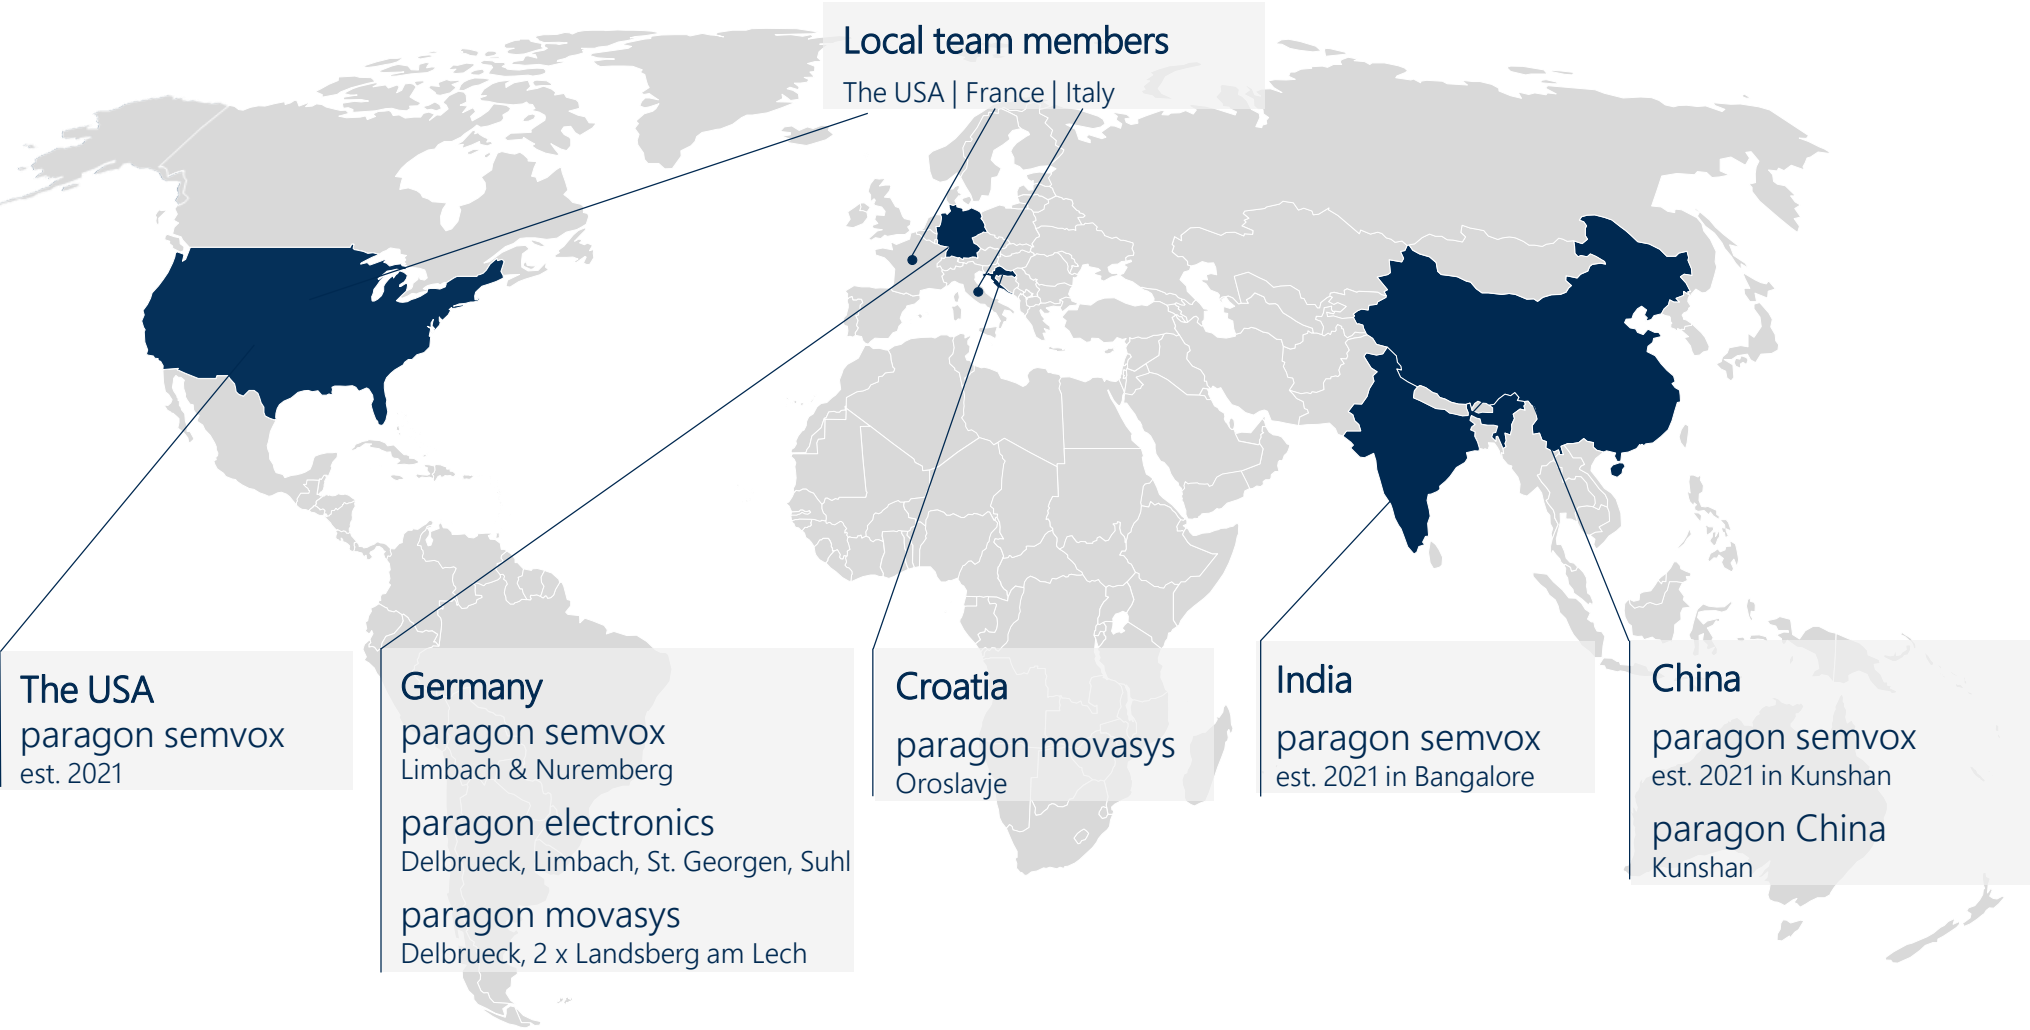 Local team members
The USA | France | Italy
The USA
paragon semvox
est. 2021
Germany
paragon semvox
Limbach & Nuremberg
paragon electronics
Delbrueck, Limbach, St. Georgen, Suhl
paragon movasys
Delbrueck, 2 x Landsberg am Lech
Croatia
paragon movasys
Oroslavje
India
paragon semvox
est. 2021 in Bangalore
China
paragon semvox
est. 2021 in Kunshan
paragon China
Kunshan